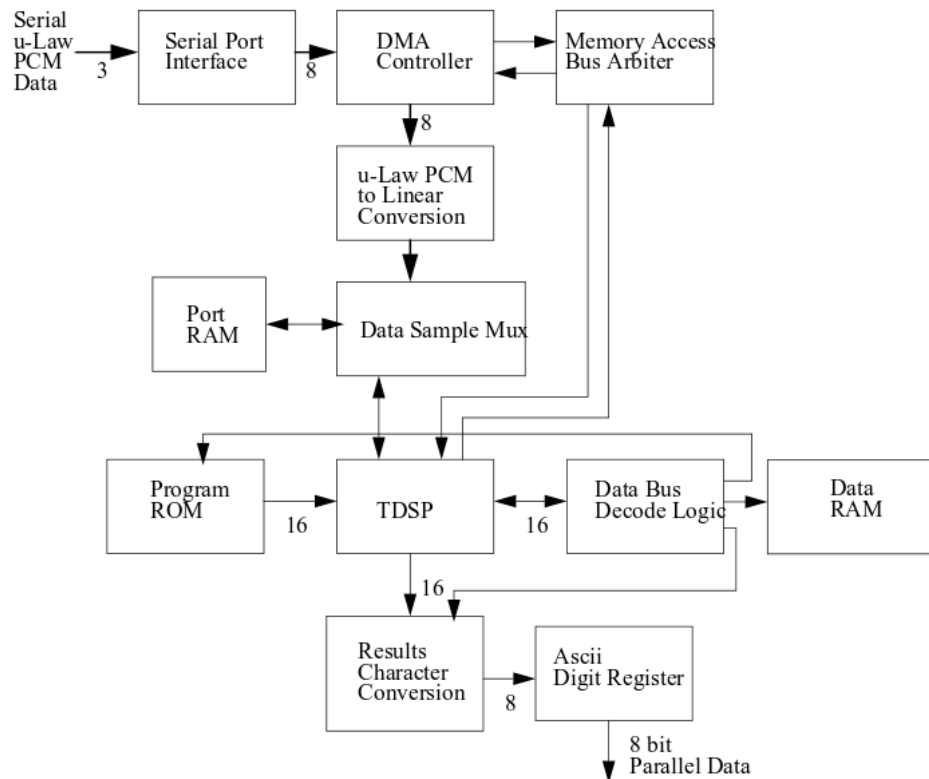 Serial
u-Law
PCM
Data
3
Serial Port
Interface
8
DMA
Controller
Memory Access
Bus Arbiter
8
u-Law PCM
to Linear
Conversion
Port
RAM
Data Sample Mux
Program
ROM
16
TDSP
16
Data Bus
Decode Logic
Data
RAM
16
Results
Character
Conversion
8
Ascii
Digit Register
8 bit
Parallel Data